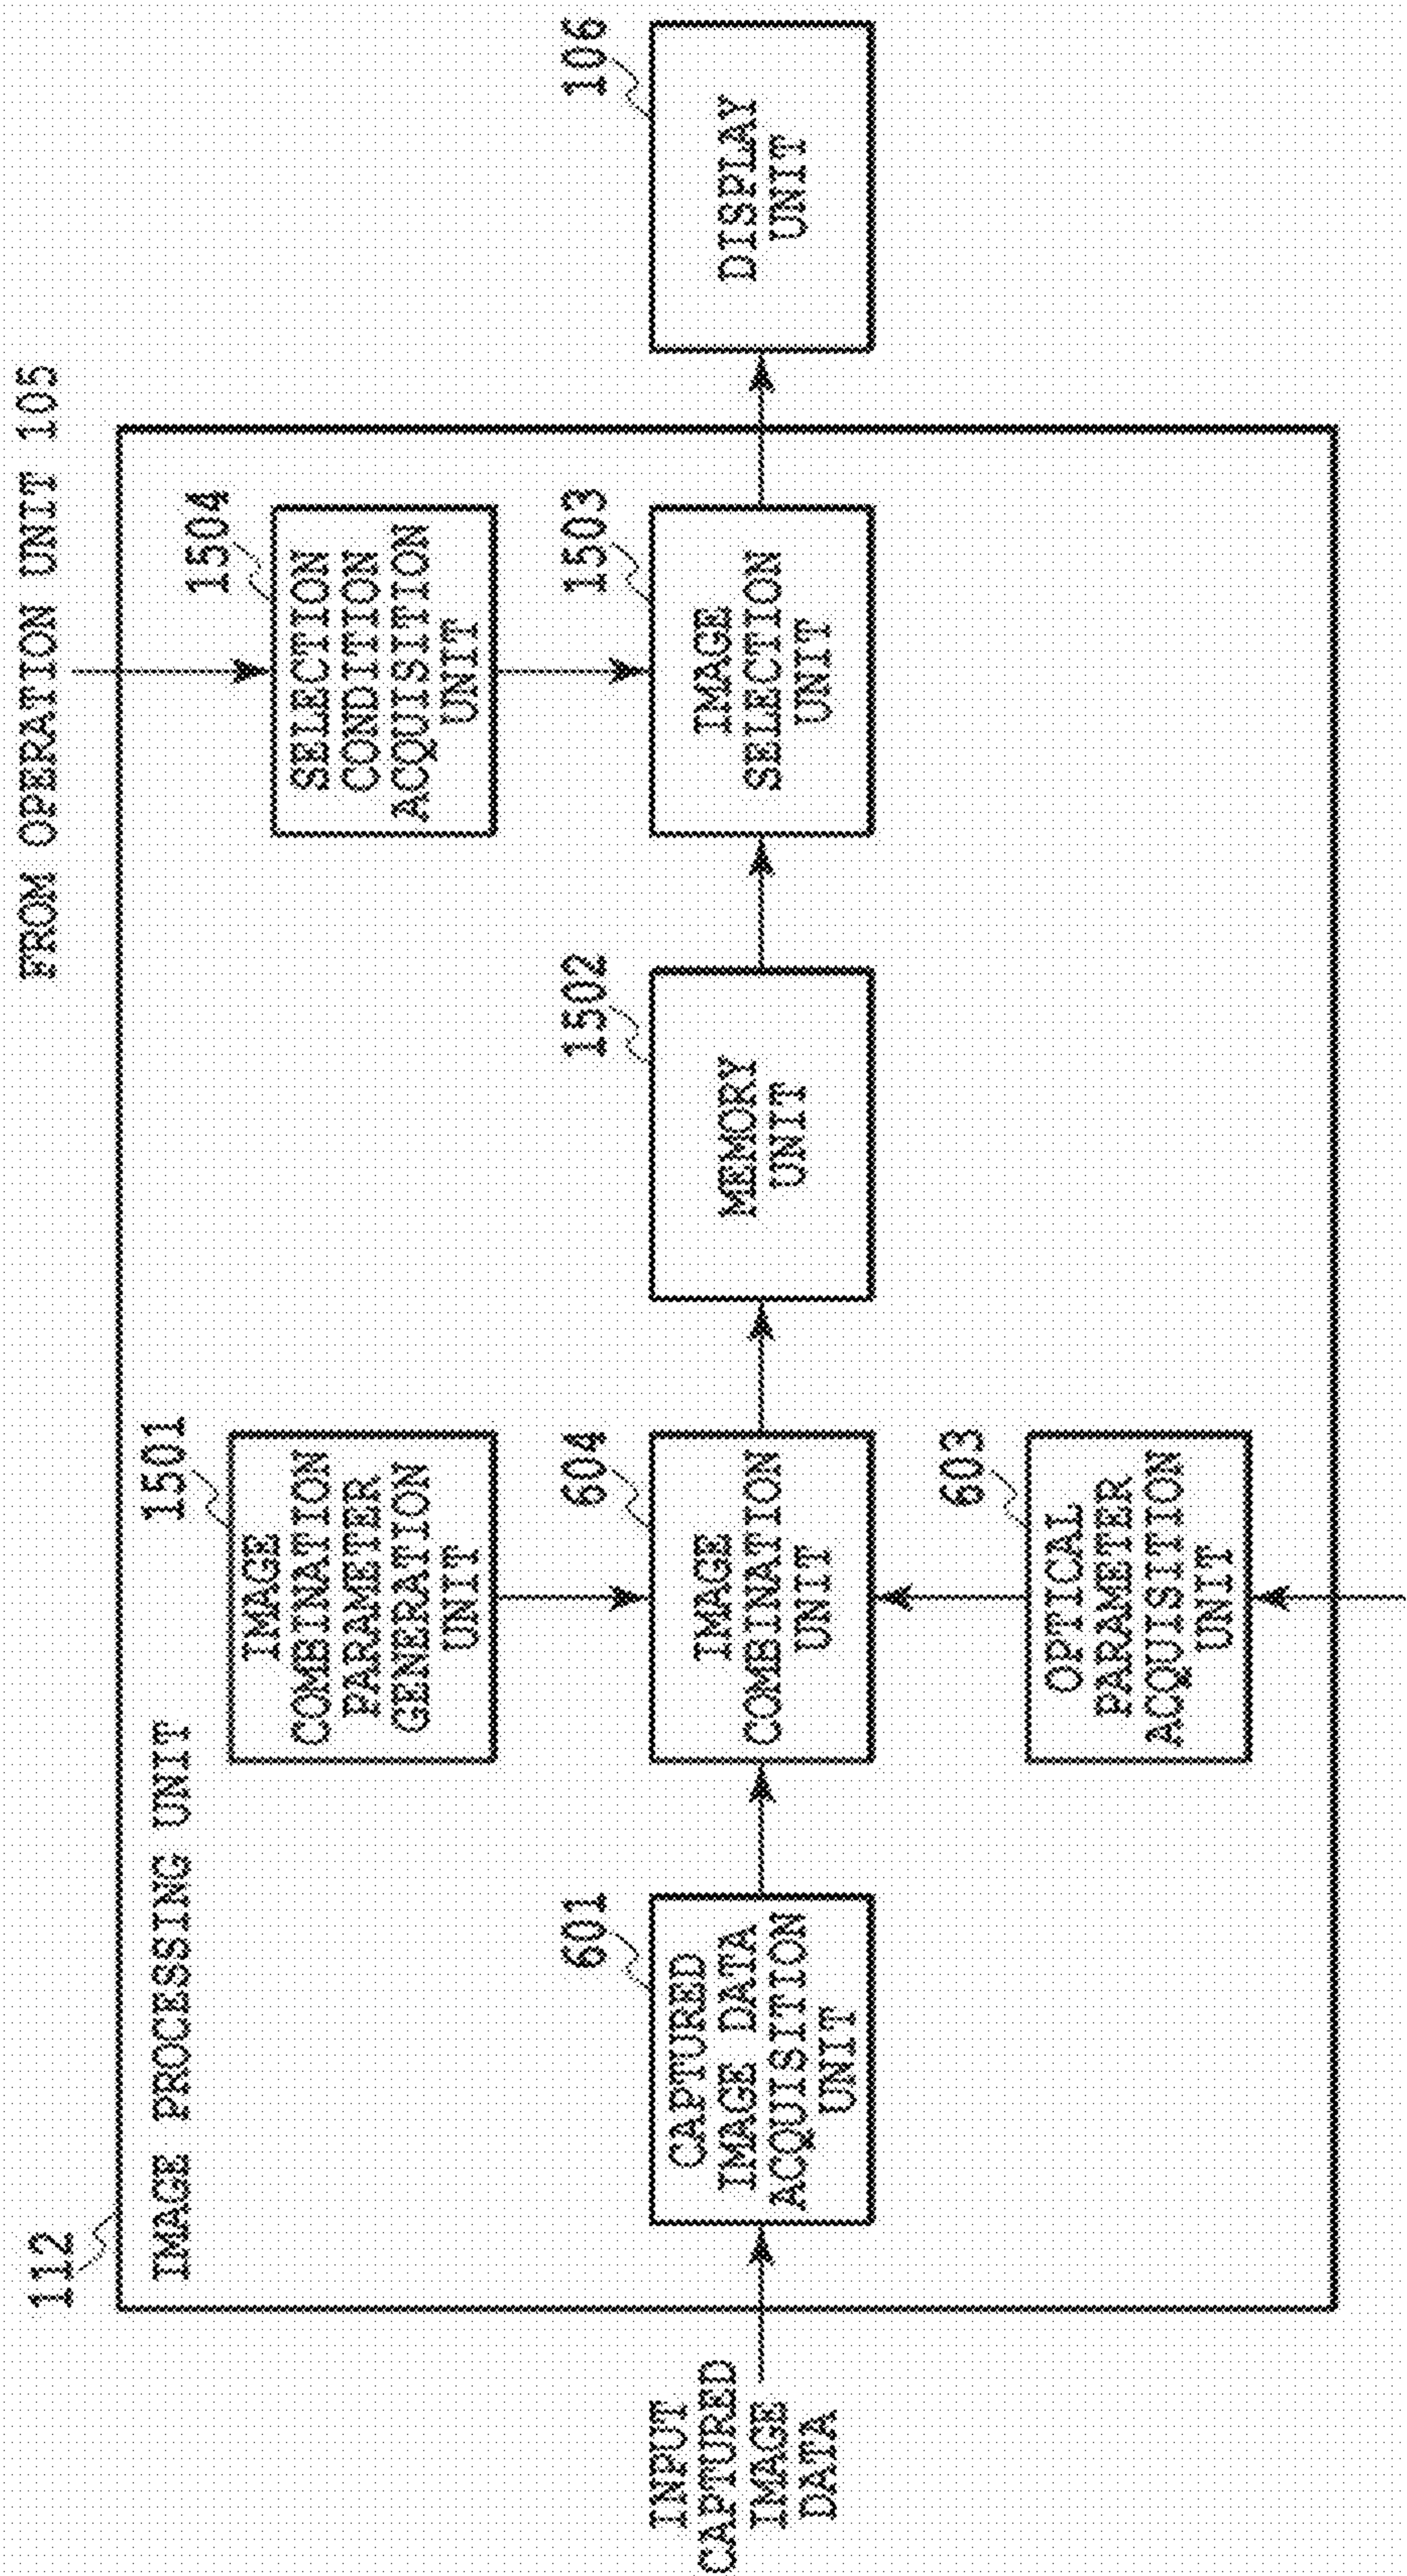 FROM OPERATION UNIT 105
112
IMAGE PROCESSING UNIT
1501
IMAGE
COMBINATION
PARAMETER
GENERATION
UNIT
1504
SELECTION
CONDITION
ACQUISITION
UNIT
INPUT
CAPTURED
IMAGE
DATA
601
CAPTURED
IMAGE DATA
ACQUISITION
UNIT
604
IMAGE
COMBINATION
UNIT
1502
MEMORY
UNIT
1503
IMAGE
SELECTION
UNIT
106
DISPLAY
UNIT
603
OPTICAL
PARAMETER
ACQUISITION
UNIT